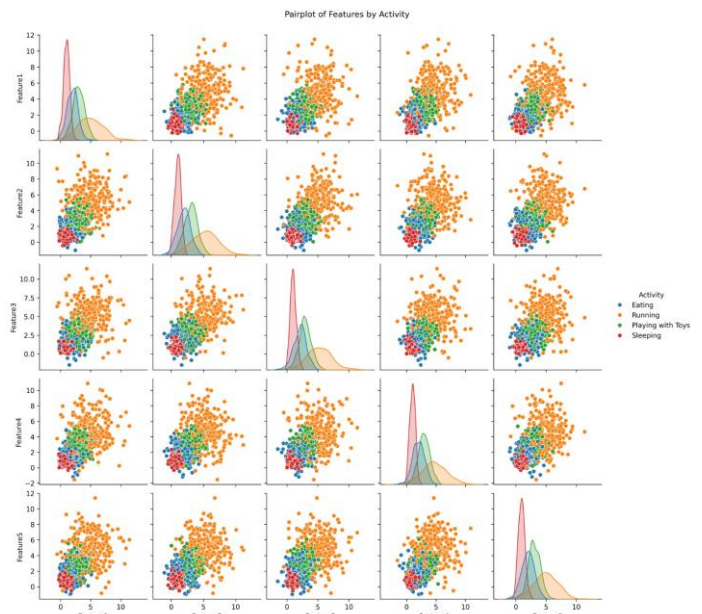 Pairplot of Features by Activity
12
10
8
6
4
2
0
Feature1
10
8
6
4
2
0
Feature2
10.0
7.5
5.0
2.5
0.0
Feature3
10
8
6
4
2
0
−2
Feature4
12
10
8
6
4
2
0
Feature5
0 5 10 0 5 10 0 5 10 0 5 10 0 5 10
Activity
Eating
Running
Playing with Toys
Sleeping